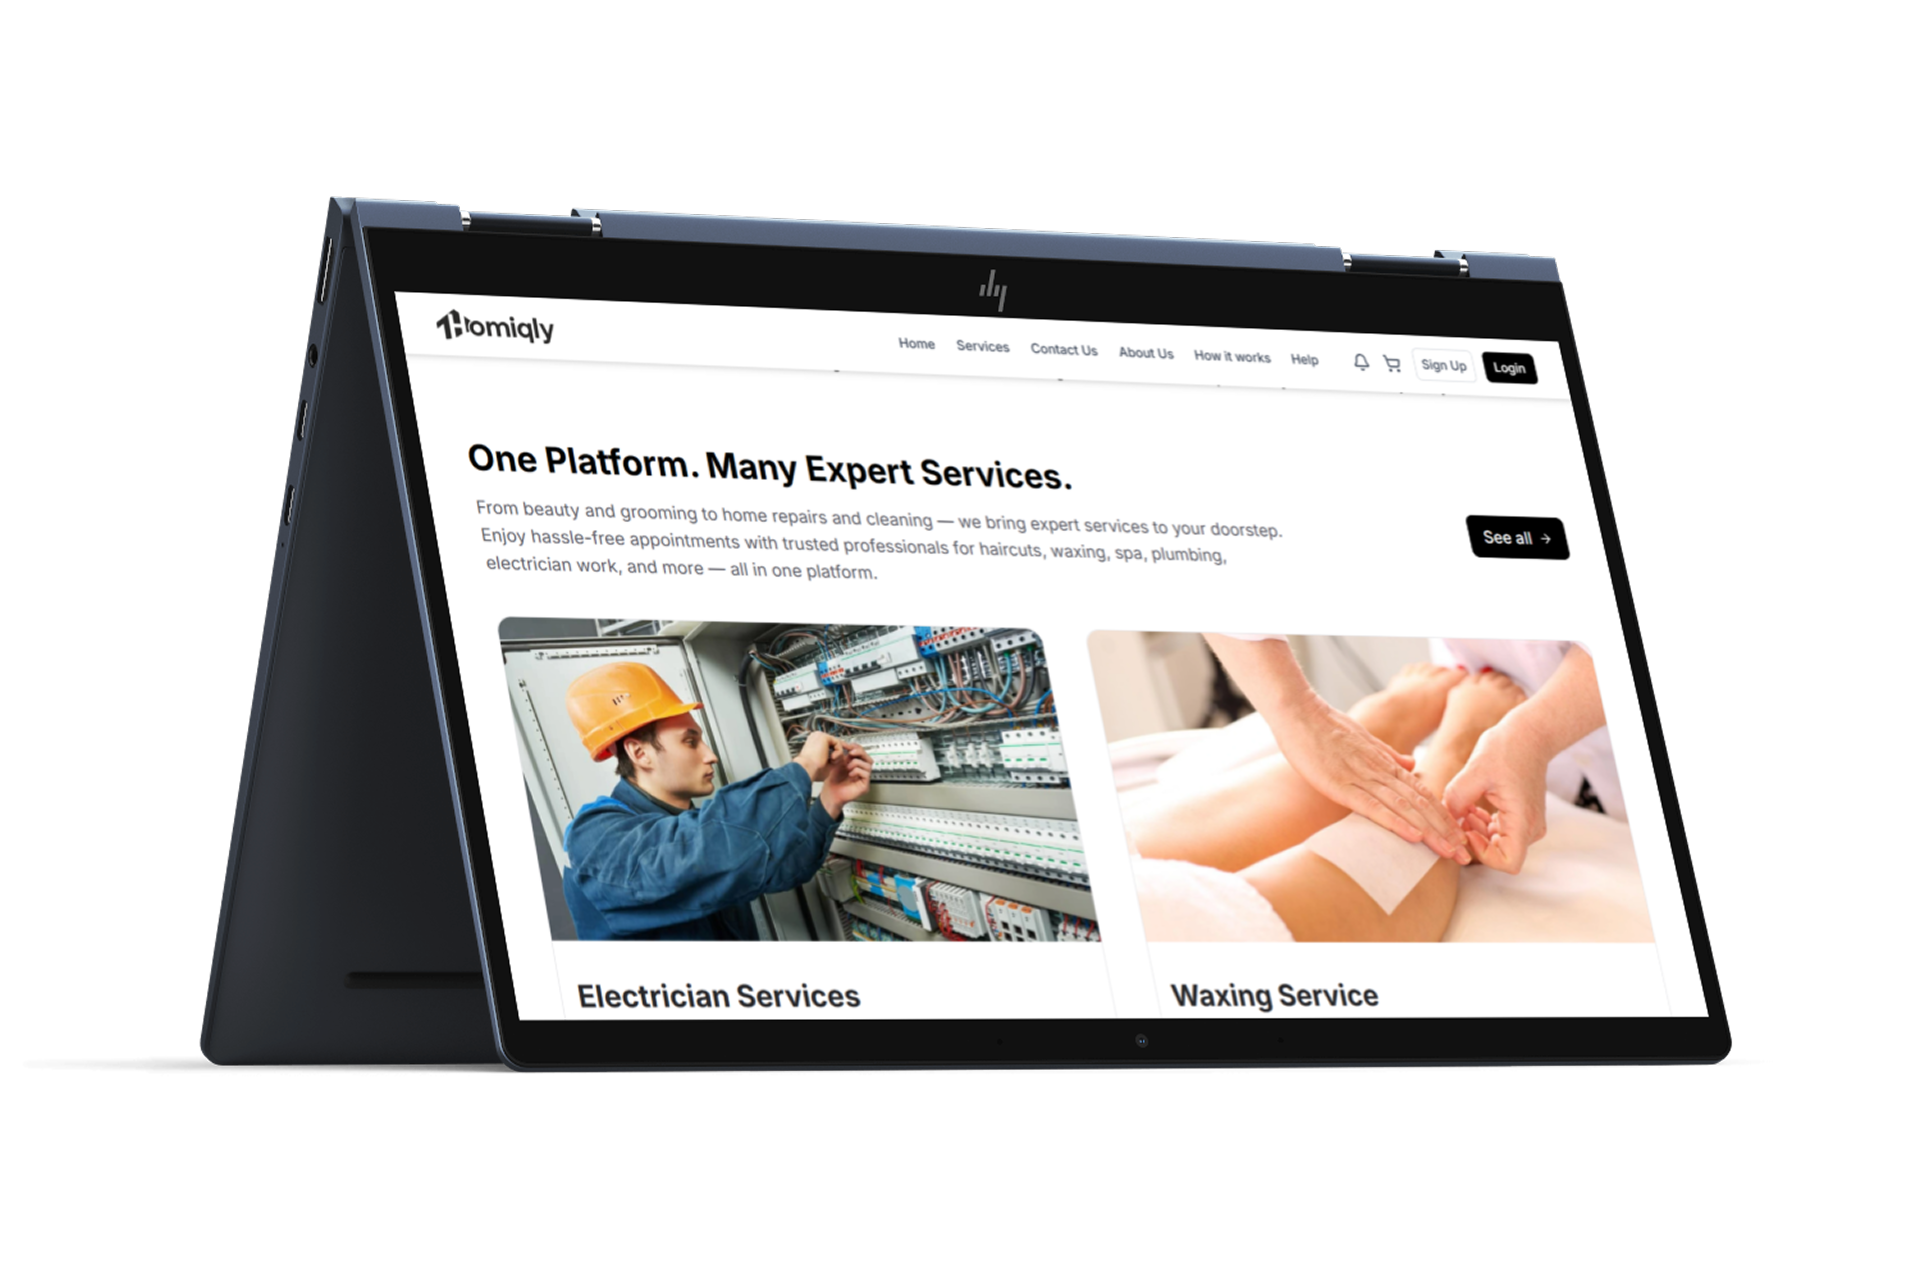 Homiqly
Home Services Contact Us About Us How it works Help Sign Up Login
One Platform. Many Expert Services.
From beauty and grooming to home repairs and cleaning — we bring expert services to your doorstep.
Enjoy hassle-free appointments with trusted professionals for haircuts, waxing, spa, plumbing,
electrician work, and more — all in one platform.
See all →
Electrician Services
Waxing Service